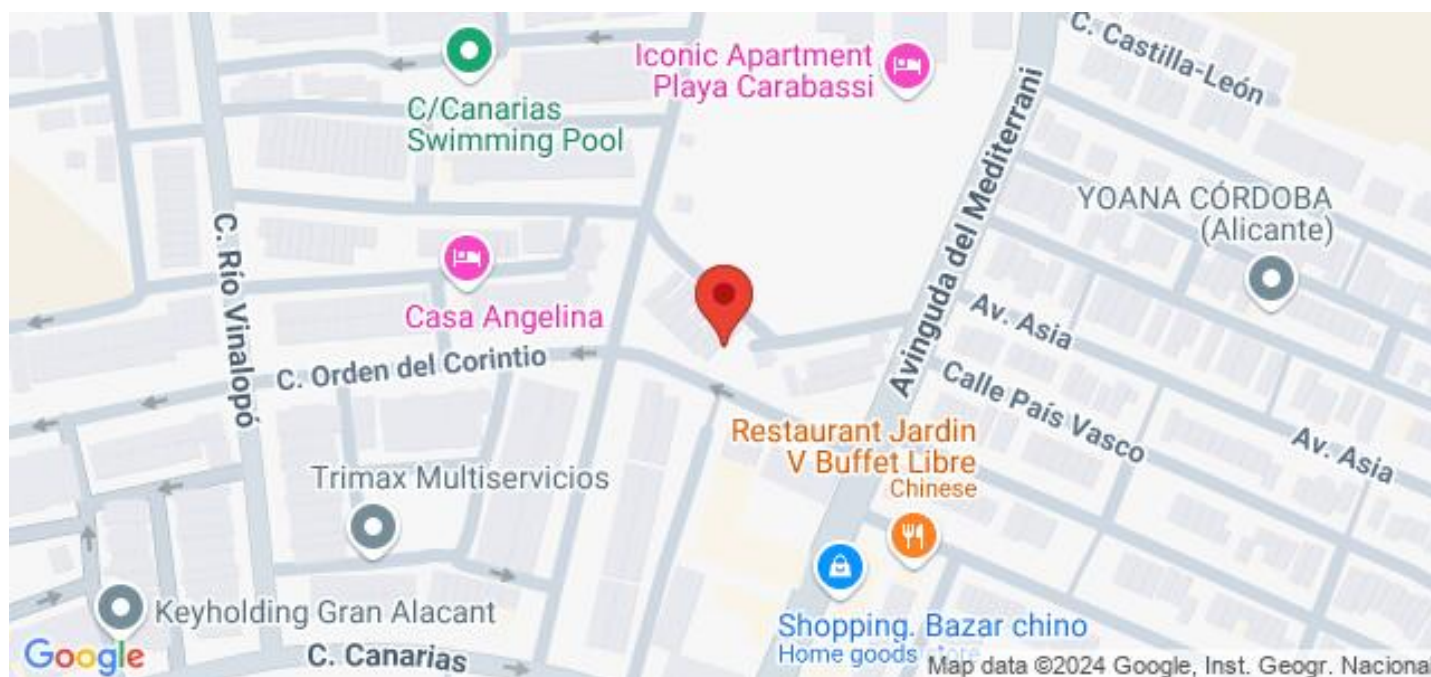 C. Castilla-León
Iconic Apartment
Playa Carabassi
C/Canarias
Swimming Pool
Avinguda del Mediterrani
YOANA CÓRDOBA
(Alicante)
C. Río Vinalopó
Casa Angelina
Av. Asia
C. Orden del Corintio
Calle País Vasco
Av. Asia
Restaurant Jardin
V Buffet Libre
Chinese
Trimax Multiservicios
Keyholding Gran Alacant
Shopping. Bazar chino
Home goods store
Google
C. Canarias
Map data ©2024 Google, Inst. Geogr. Nacional